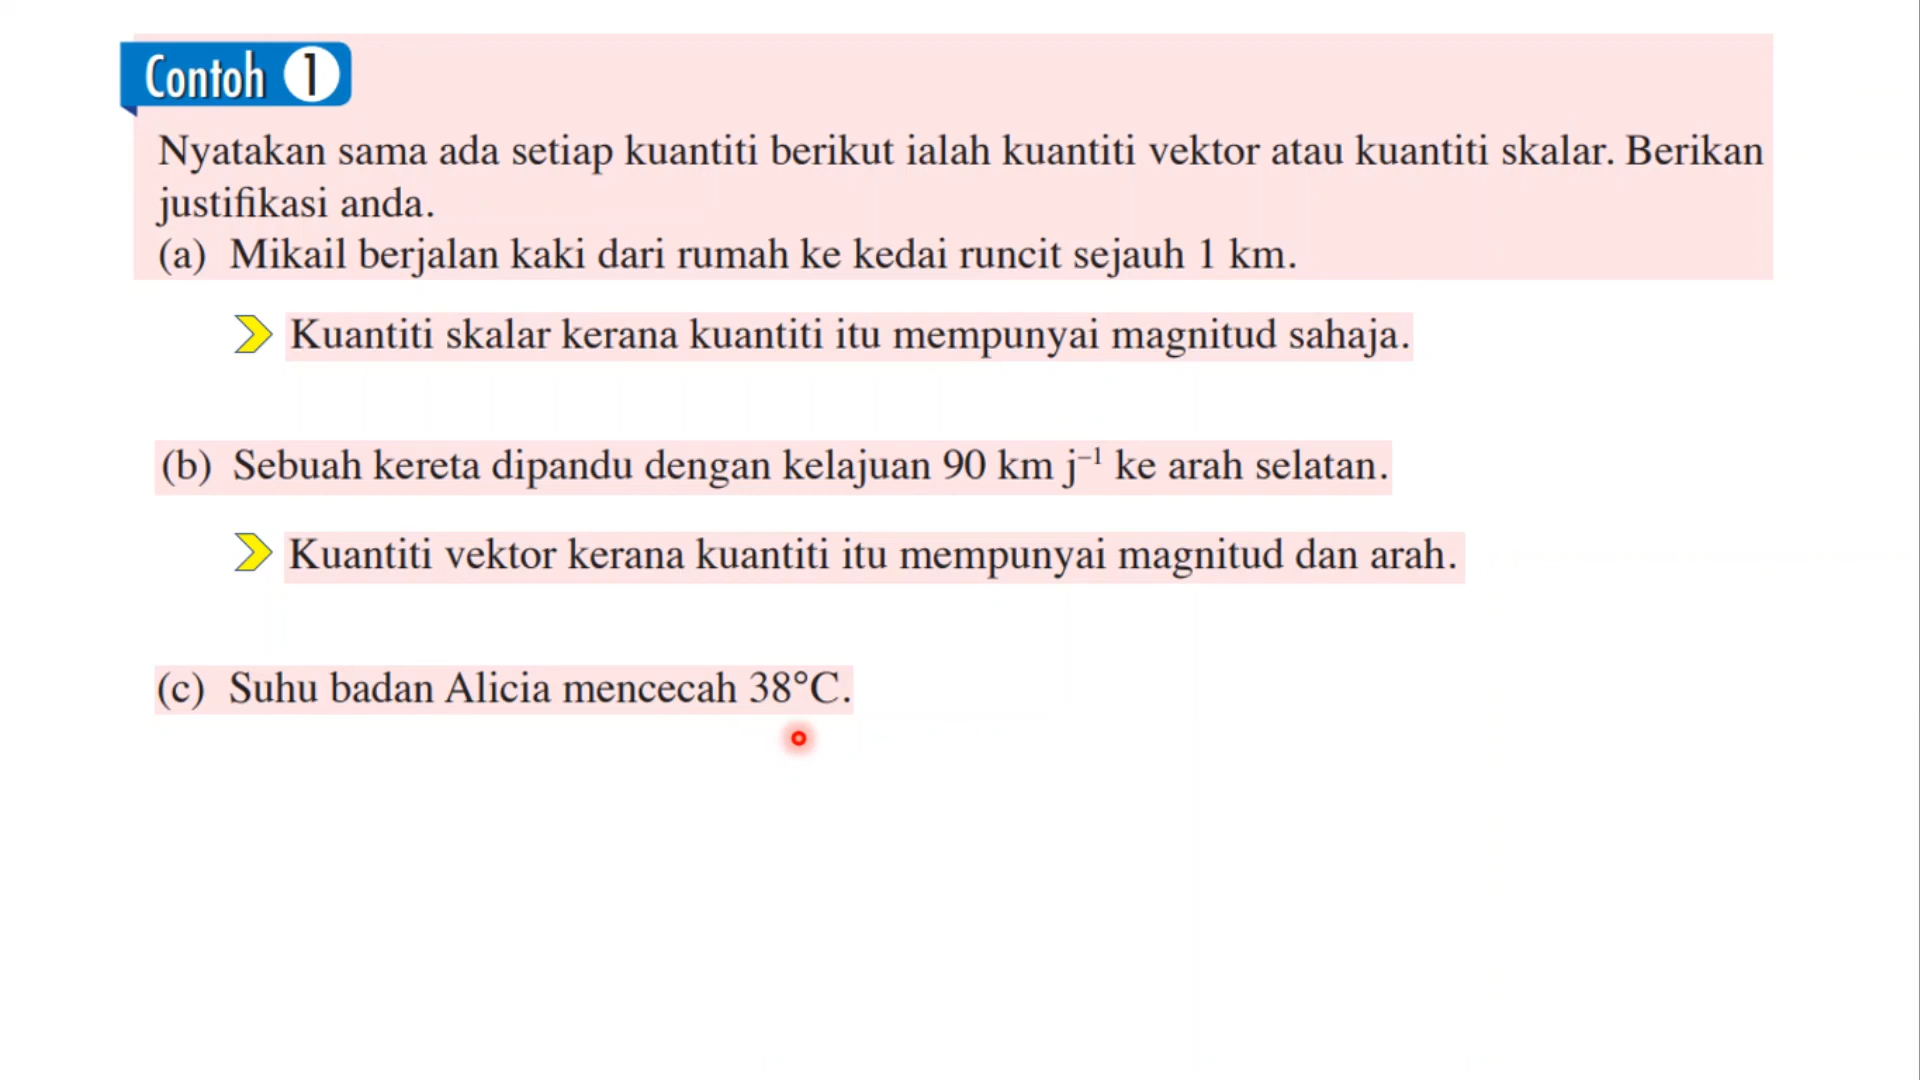 Contoh 1
Nyatakan sama ada setiap kuantiti berikut ialah kuantiti vektor atau kuantiti skalar. Berikan
justifikasi anda.
(a) Mikail berjalan kaki dari rumah ke kedai runcit sejauh 1 km.
Kuantiti skalar kerana kuantiti itu mempunyai magnitud sahaja.
(b) Sebuah kereta dipandu dengan kelajuan 90 km j⁻¹ ke arah selatan.
Kuantiti vektor kerana kuantiti itu mempunyai magnitud dan arah.
(c) Suhu badan Alicia mencecah 38°C.